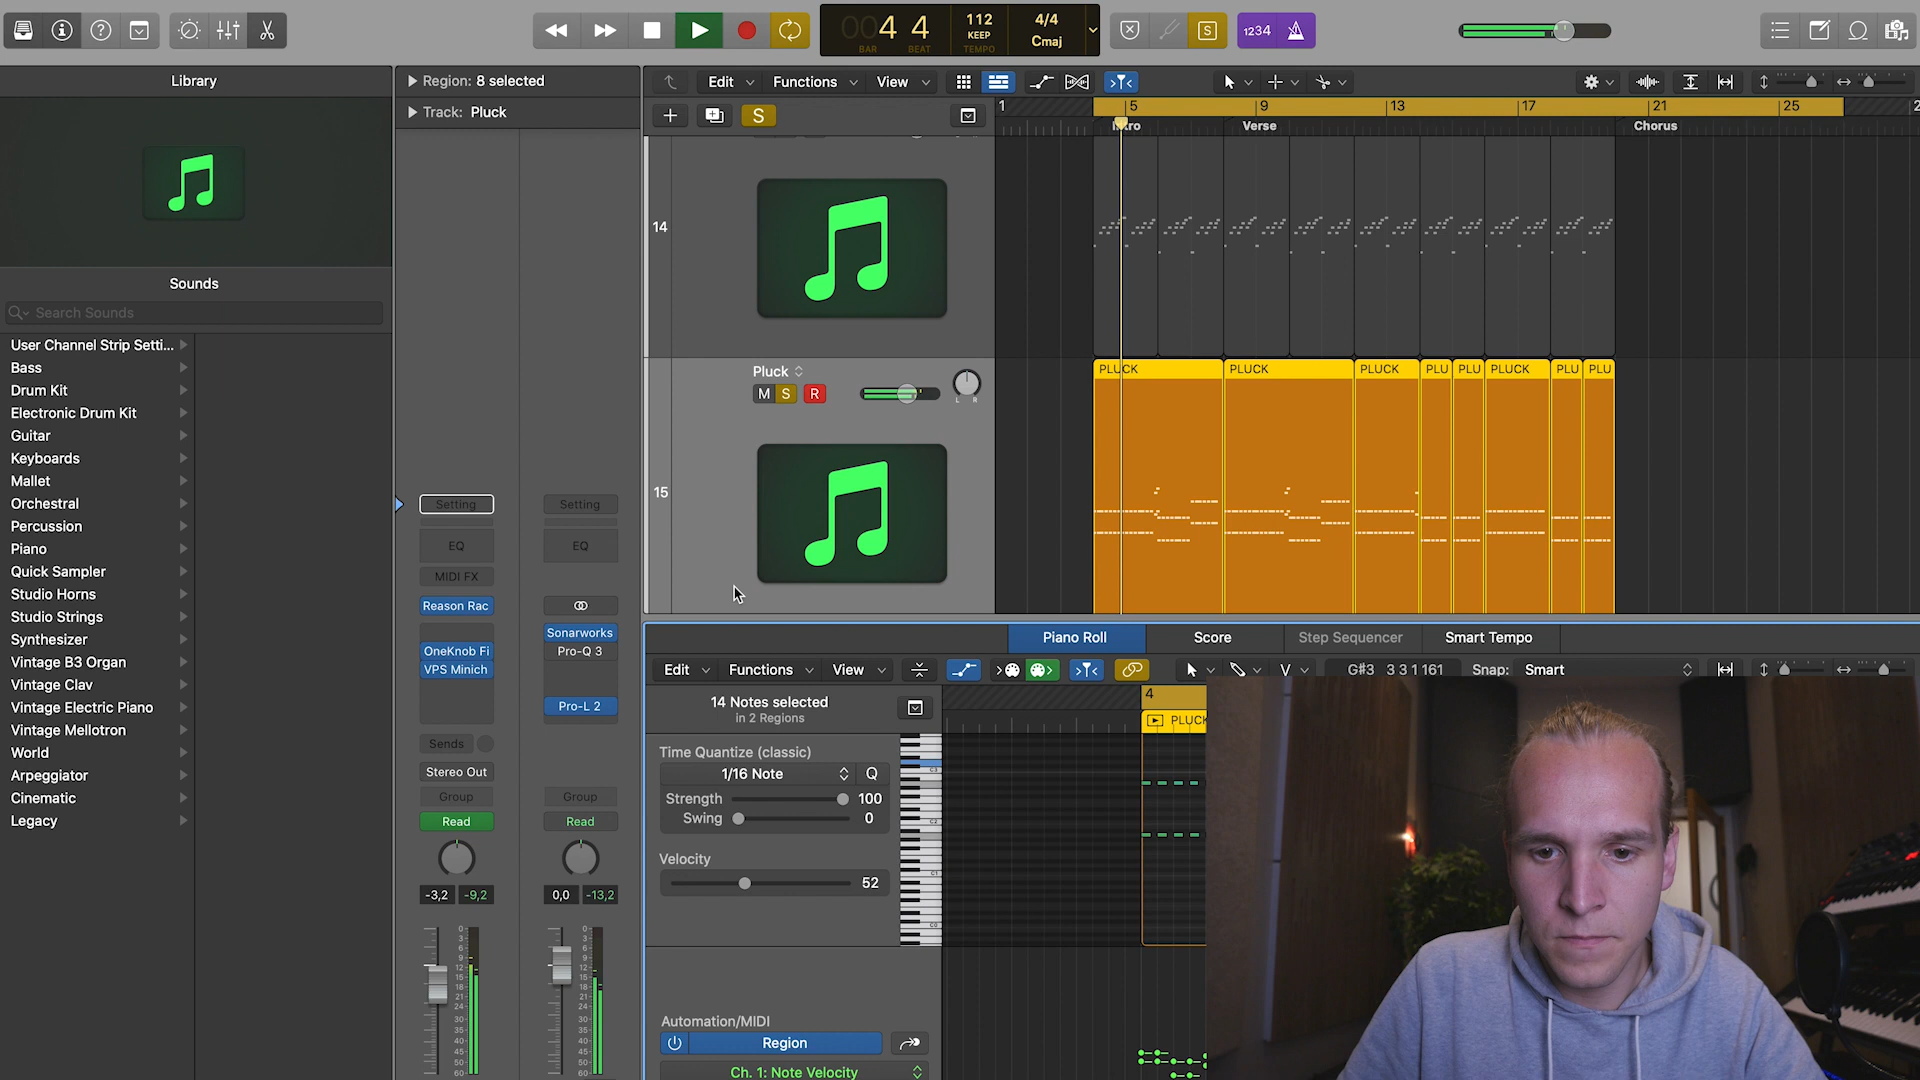 004 4
BAR BEAT
112
KEEP
TEMPO
4/4
Cmaj
S
1234
Library
Region: 8 selected
Track: Pluck
Edit
Functions
View
1
5
9
13
17
21
25
S
Verse
Chorus
14
Sounds
Search Sounds
User Channel Strip Setti...
Bass
Drum Kit
Electronic Drum Kit
Guitar
Keyboards
Mallet
Orchestral
Percussion
Piano
Quick Sampler
Studio Horns
Studio Strings
Synthesizer
Vintage B3 Organ
Vintage Clav
Vintage Electric Piano
Vintage Mellotron
World
Arpeggiator
Cinematic
Legacy
Pluck
M S R
L R
15
PLUCK
PLUCK
PLUCK
PLU
PLU
PLUCK
PLU
PLU
Setting
Setting
EQ
EQ
MIDI FX
Reason Rac
OneKnob Fi
VPS Minich
Sonarworks
Pro-Q 3
Pro-L 2
Sends
Stereo Out
Group
Group
Read
Read
-3,2
-9,2
0,0
-13,2
Piano Roll
Score
Step Sequencer
Smart Tempo
Edit
Functions
View
V
G#3 3 3 1 161
Snap:
Smart
14 Notes selected
in 2 Regions
4
PLUCK
Time Quantize (classic)
1/16 Note
Q
Strength
100
Swing
0
Velocity
52
C3
C2
C1
C0
Automation/MIDI
Region
Ch. 1: Note Velocity